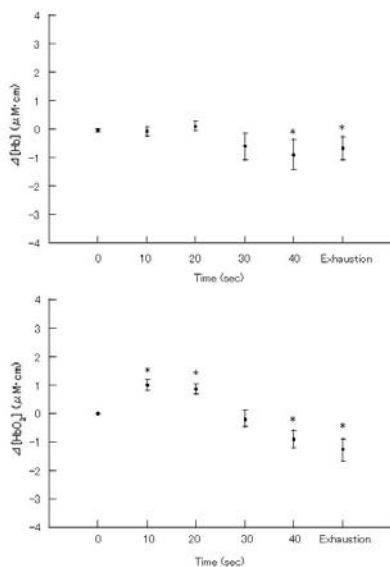 4
3
2
1
0
-1
-2
-3
-4
Δ[Hb] (μM·cm)
* *
0 10 20 30 40 Exhaustion
Time (sec)
4
3
2
1
0
-1
-2
-3
-4
Δ[HbO₂] (μM·cm)
* * * *
0 10 20 30 40 Exhaustion
Time (sec)